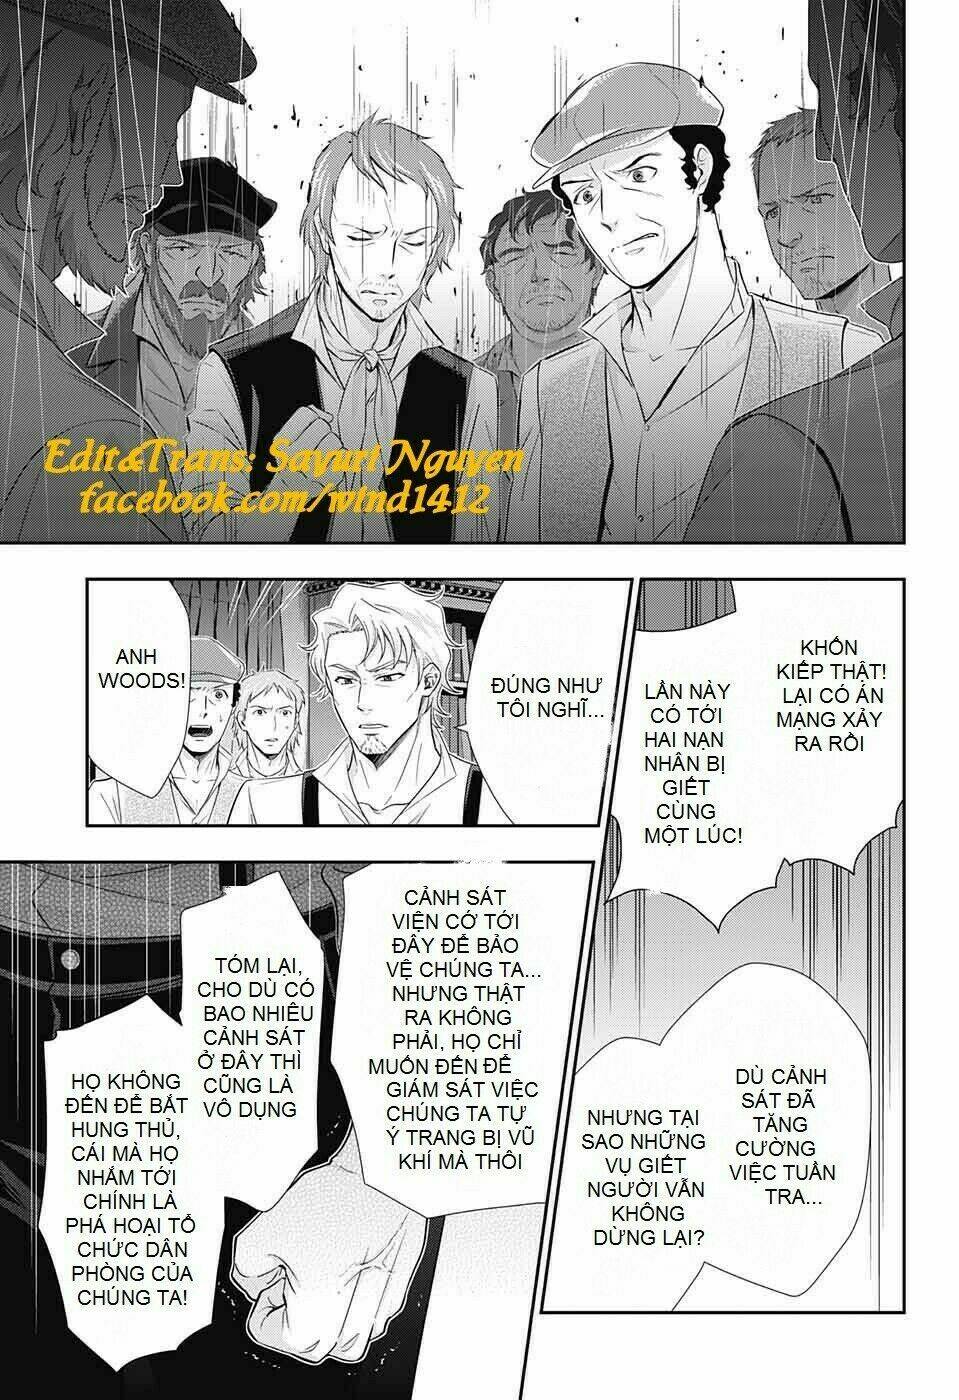 Edit&Trans: Sayuri Nguyen
facebook.com/wind1412
KHỐN
KIẾP THẬT!
LẠI CÓ ÁN
MẠNG XẢY
RA RỒI
LẦN NÀY
CÓ TỚI
HAI NẠN
NHÂN BỊ
GIẾT
CÙNG
MỘT LÚC!
ĐÚNG NHƯ
TÔI NGHĨ...
ANH
WOODS!
DÙ CẢNH
SÁT ĐÃ
TĂNG
CƯỜNG
VIỆC TUẦN
TRA...
NHƯNG TẠI
SAO NHỮNG
VỤ GIẾT
NGƯỜI VẪN
KHÔNG
DỪNG LẠI?
CẢNH SÁT
VIỆN CỚ TỚI
ĐÂY ĐỂ BẢO
VỆ CHÚNG TA...
NHƯNG THẬT
RA KHÔNG
PHẢI, HỌ CHỈ
MUỐN ĐẾN ĐỂ
GIÁM SÁT VIỆC
CHÚNG TA TỰ
Ý TRANG BỊ VŨ
KHÍ MÀ THÔI
TÓM LẠI,
CHO DÙ CÓ
BAO NHIÊU
CẢNH SÁT
Ở ĐÂY THÌ
CŨNG LÀ
VÔ DỤNG
HỌ KHÔNG
ĐẾN ĐỂ BẮT
HUNG THỦ,
CÁI MÀ HỌ
NHẮM TỚI
CHÍNH LÀ
PHÁ HOẠI TỔ
CHỨC DÂN
PHÒNG CỦA
CHÚNG TA!